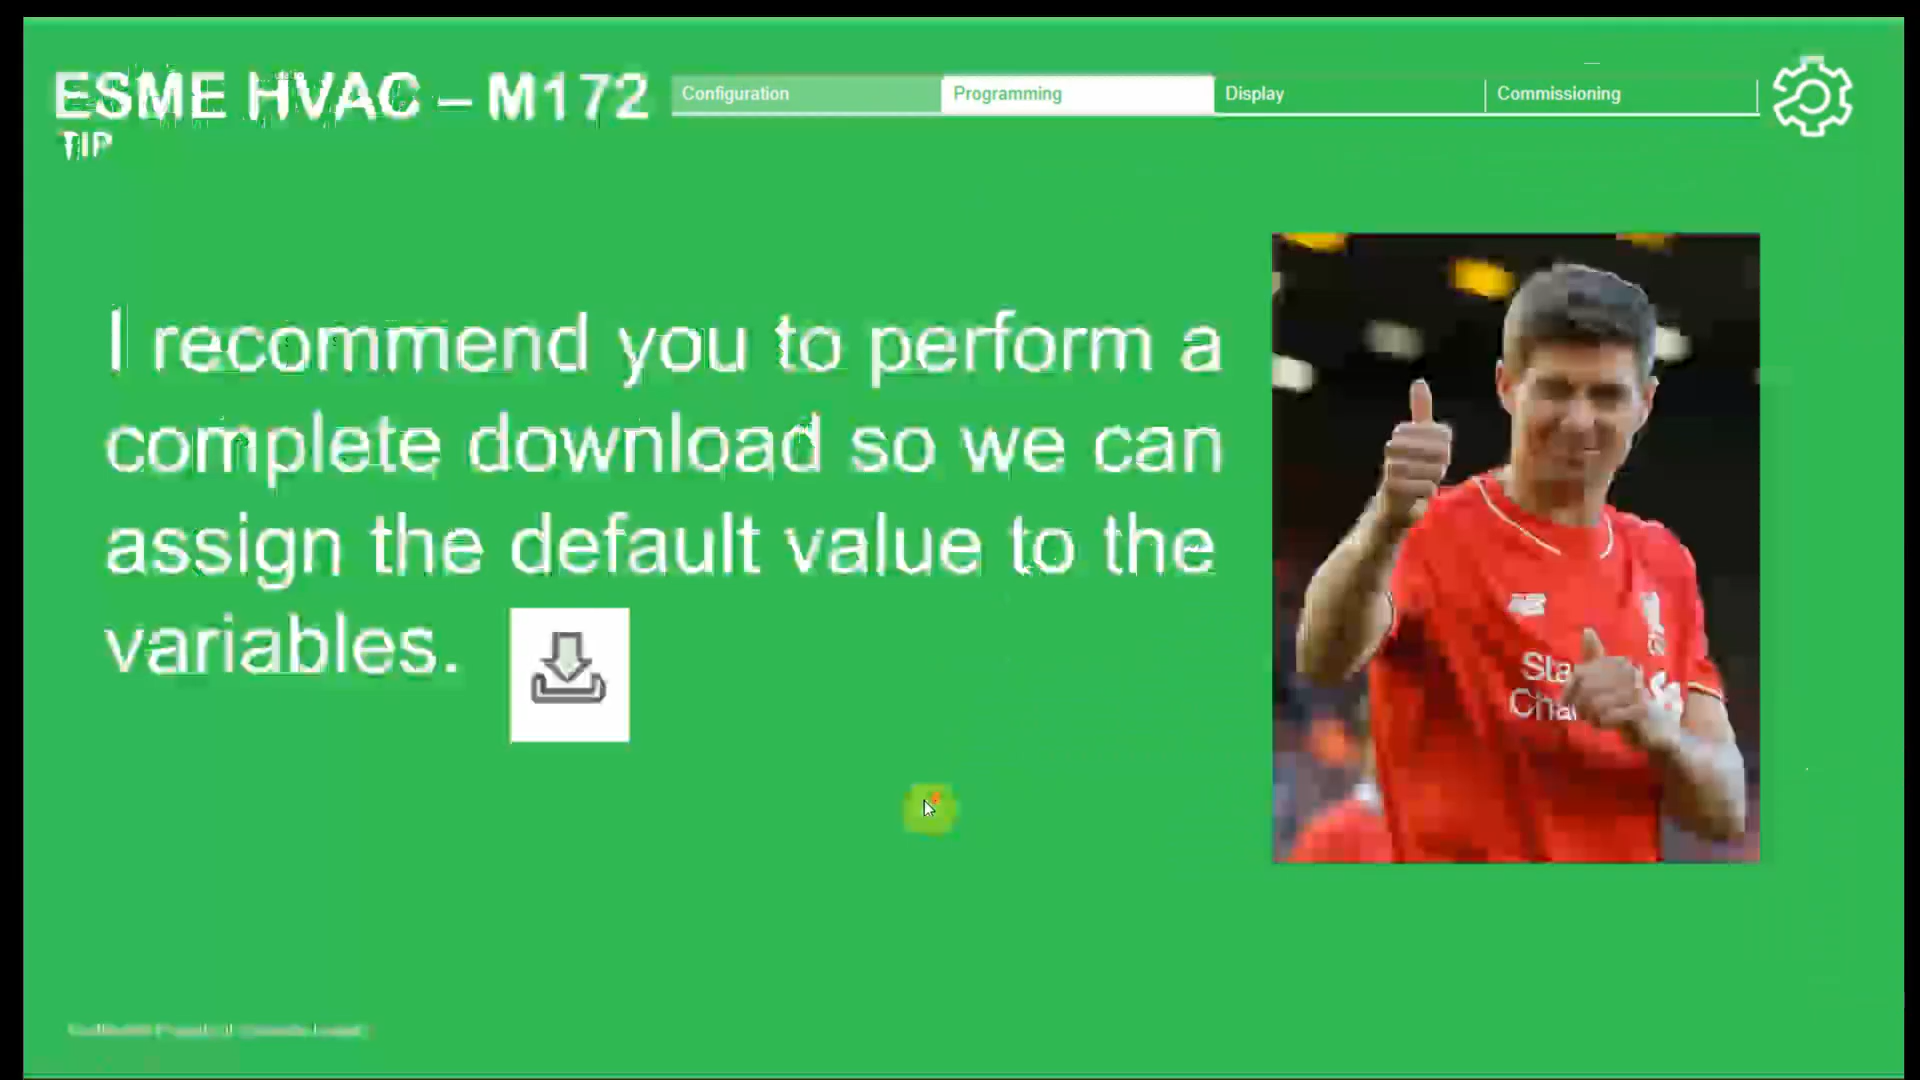 ESME HVAC – M172
Configuration
Programming
Display
Commissioning
TIP
I recommend you to perform a
complete download so we can
assign the default value to the
variables.